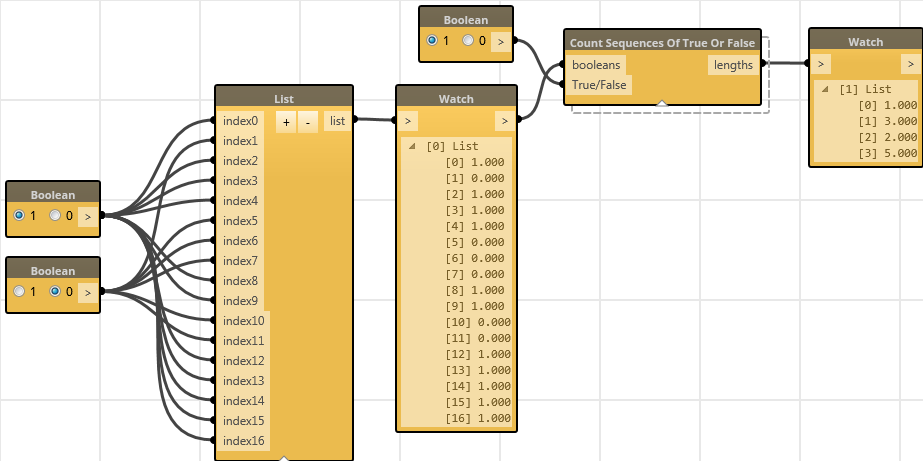 Boolean
1 0 >
Count Sequences Of True Or False
booleans lengths
True/False
Watch
> >
[1] List
[0] 1.000
[1] 3.000
[2] 2.000
[3] 5.000
List
index0 + - list
index1
index2
index3
index4
index5
index6
index7
index8
index9
index10
index11
index12
index13
index14
index15
index16
Watch
> >
[0] List
[0] 1.000
[1] 0.000
[2] 1.000
[3] 1.000
[4] 1.000
[5] 0.000
[6] 0.000
[7] 0.000
[8] 1.000
[9] 1.000
[10] 0.000
[11] 0.000
[12] 1.000
[13] 1.000
[14] 1.000
[15] 1.000
[16] 1.000
Boolean
1 0 >
Boolean
1 0 >